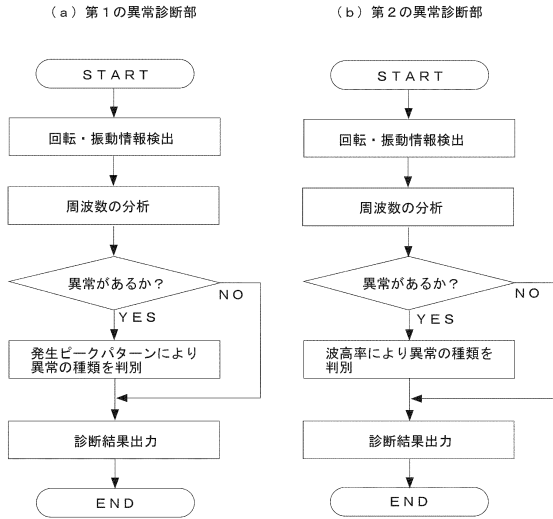 (a)第1の異常診断部
START
回転・振動情報検出
周波数の分析
異常があるか?
NO
YES
発生ピークパターンにより
異常の種類を判別
診断結果出力
END
(b)第2の異常診断部
START
回転・振動情報検出
周波数の分析
異常があるか?
NO
YES
波高率により異常の種類を
判別
診断結果出力
END